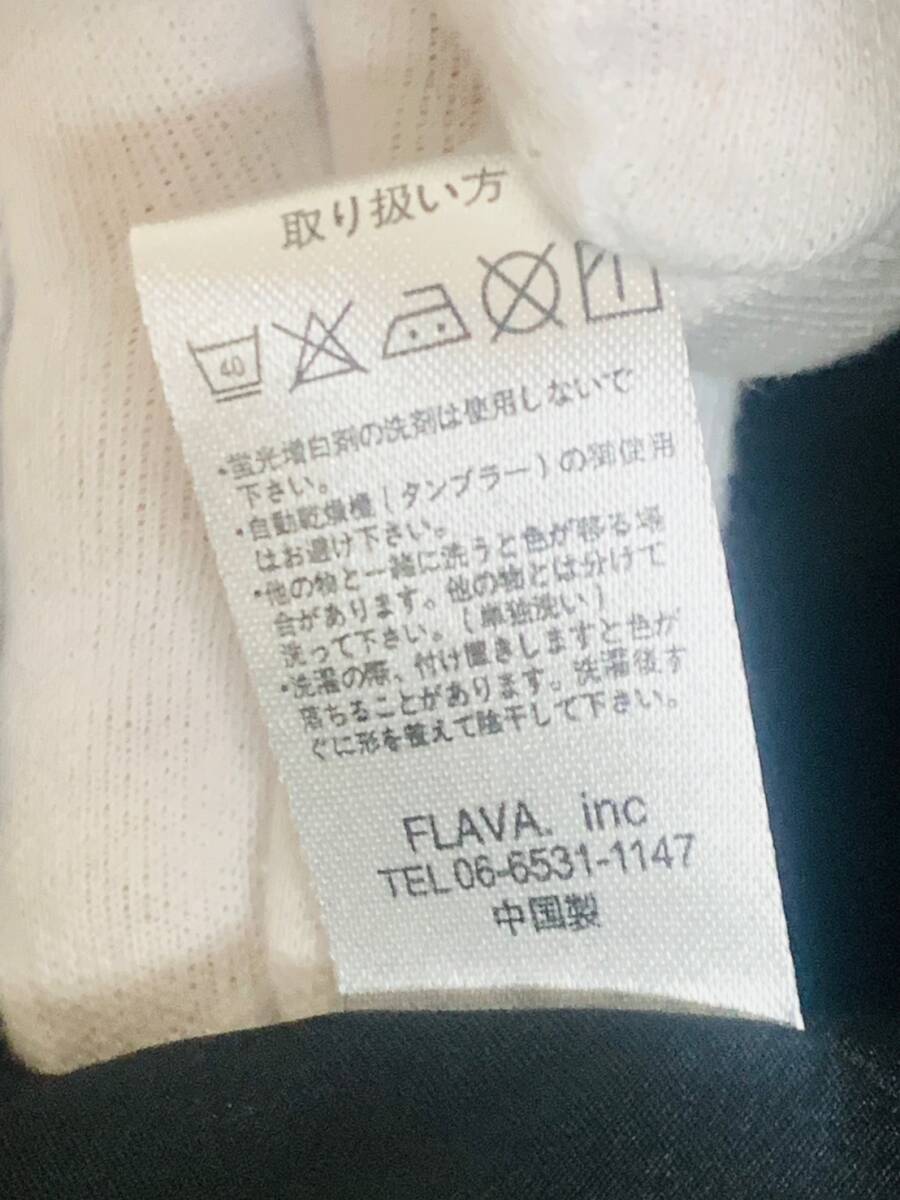 取り扱い方
40
・蛍光増白剤の洗剤は使用しないで
下さい。
・自動乾燥機(タンブラー)の御使用
はお避け下さい。
・他の物と一緒に洗うと色が移る場
合があります。他の物とは分けて
洗って下さい。(単独洗い)
・洗濯の際、付け置きしますと色が
落ちることがあります。洗濯後す
ぐに形を整えて陰干して下さい。
FLAVA. inc
TEL 06-6531-1147
中国製